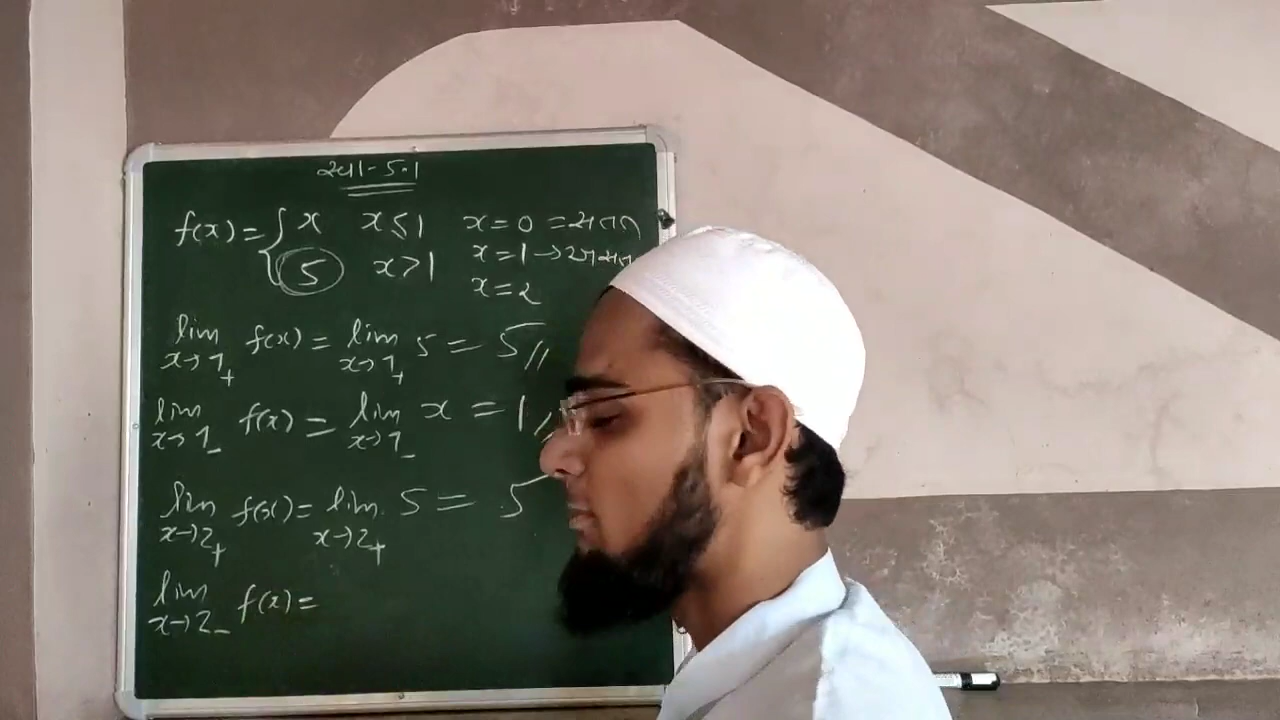 સ્વા-5.1
f(x) = { x x ≤ 1 x = 0 = સતત
5 x > 1 x = 1 → અસતત
x = 2
lim x→1+ f(x) = lim x→1+ 5 = 5 //
lim x→1- f(x) = lim x→1- x = 1 //
lim x→2+ f(x) = lim x→2+ 5 = 5
lim x→2- f(x) =